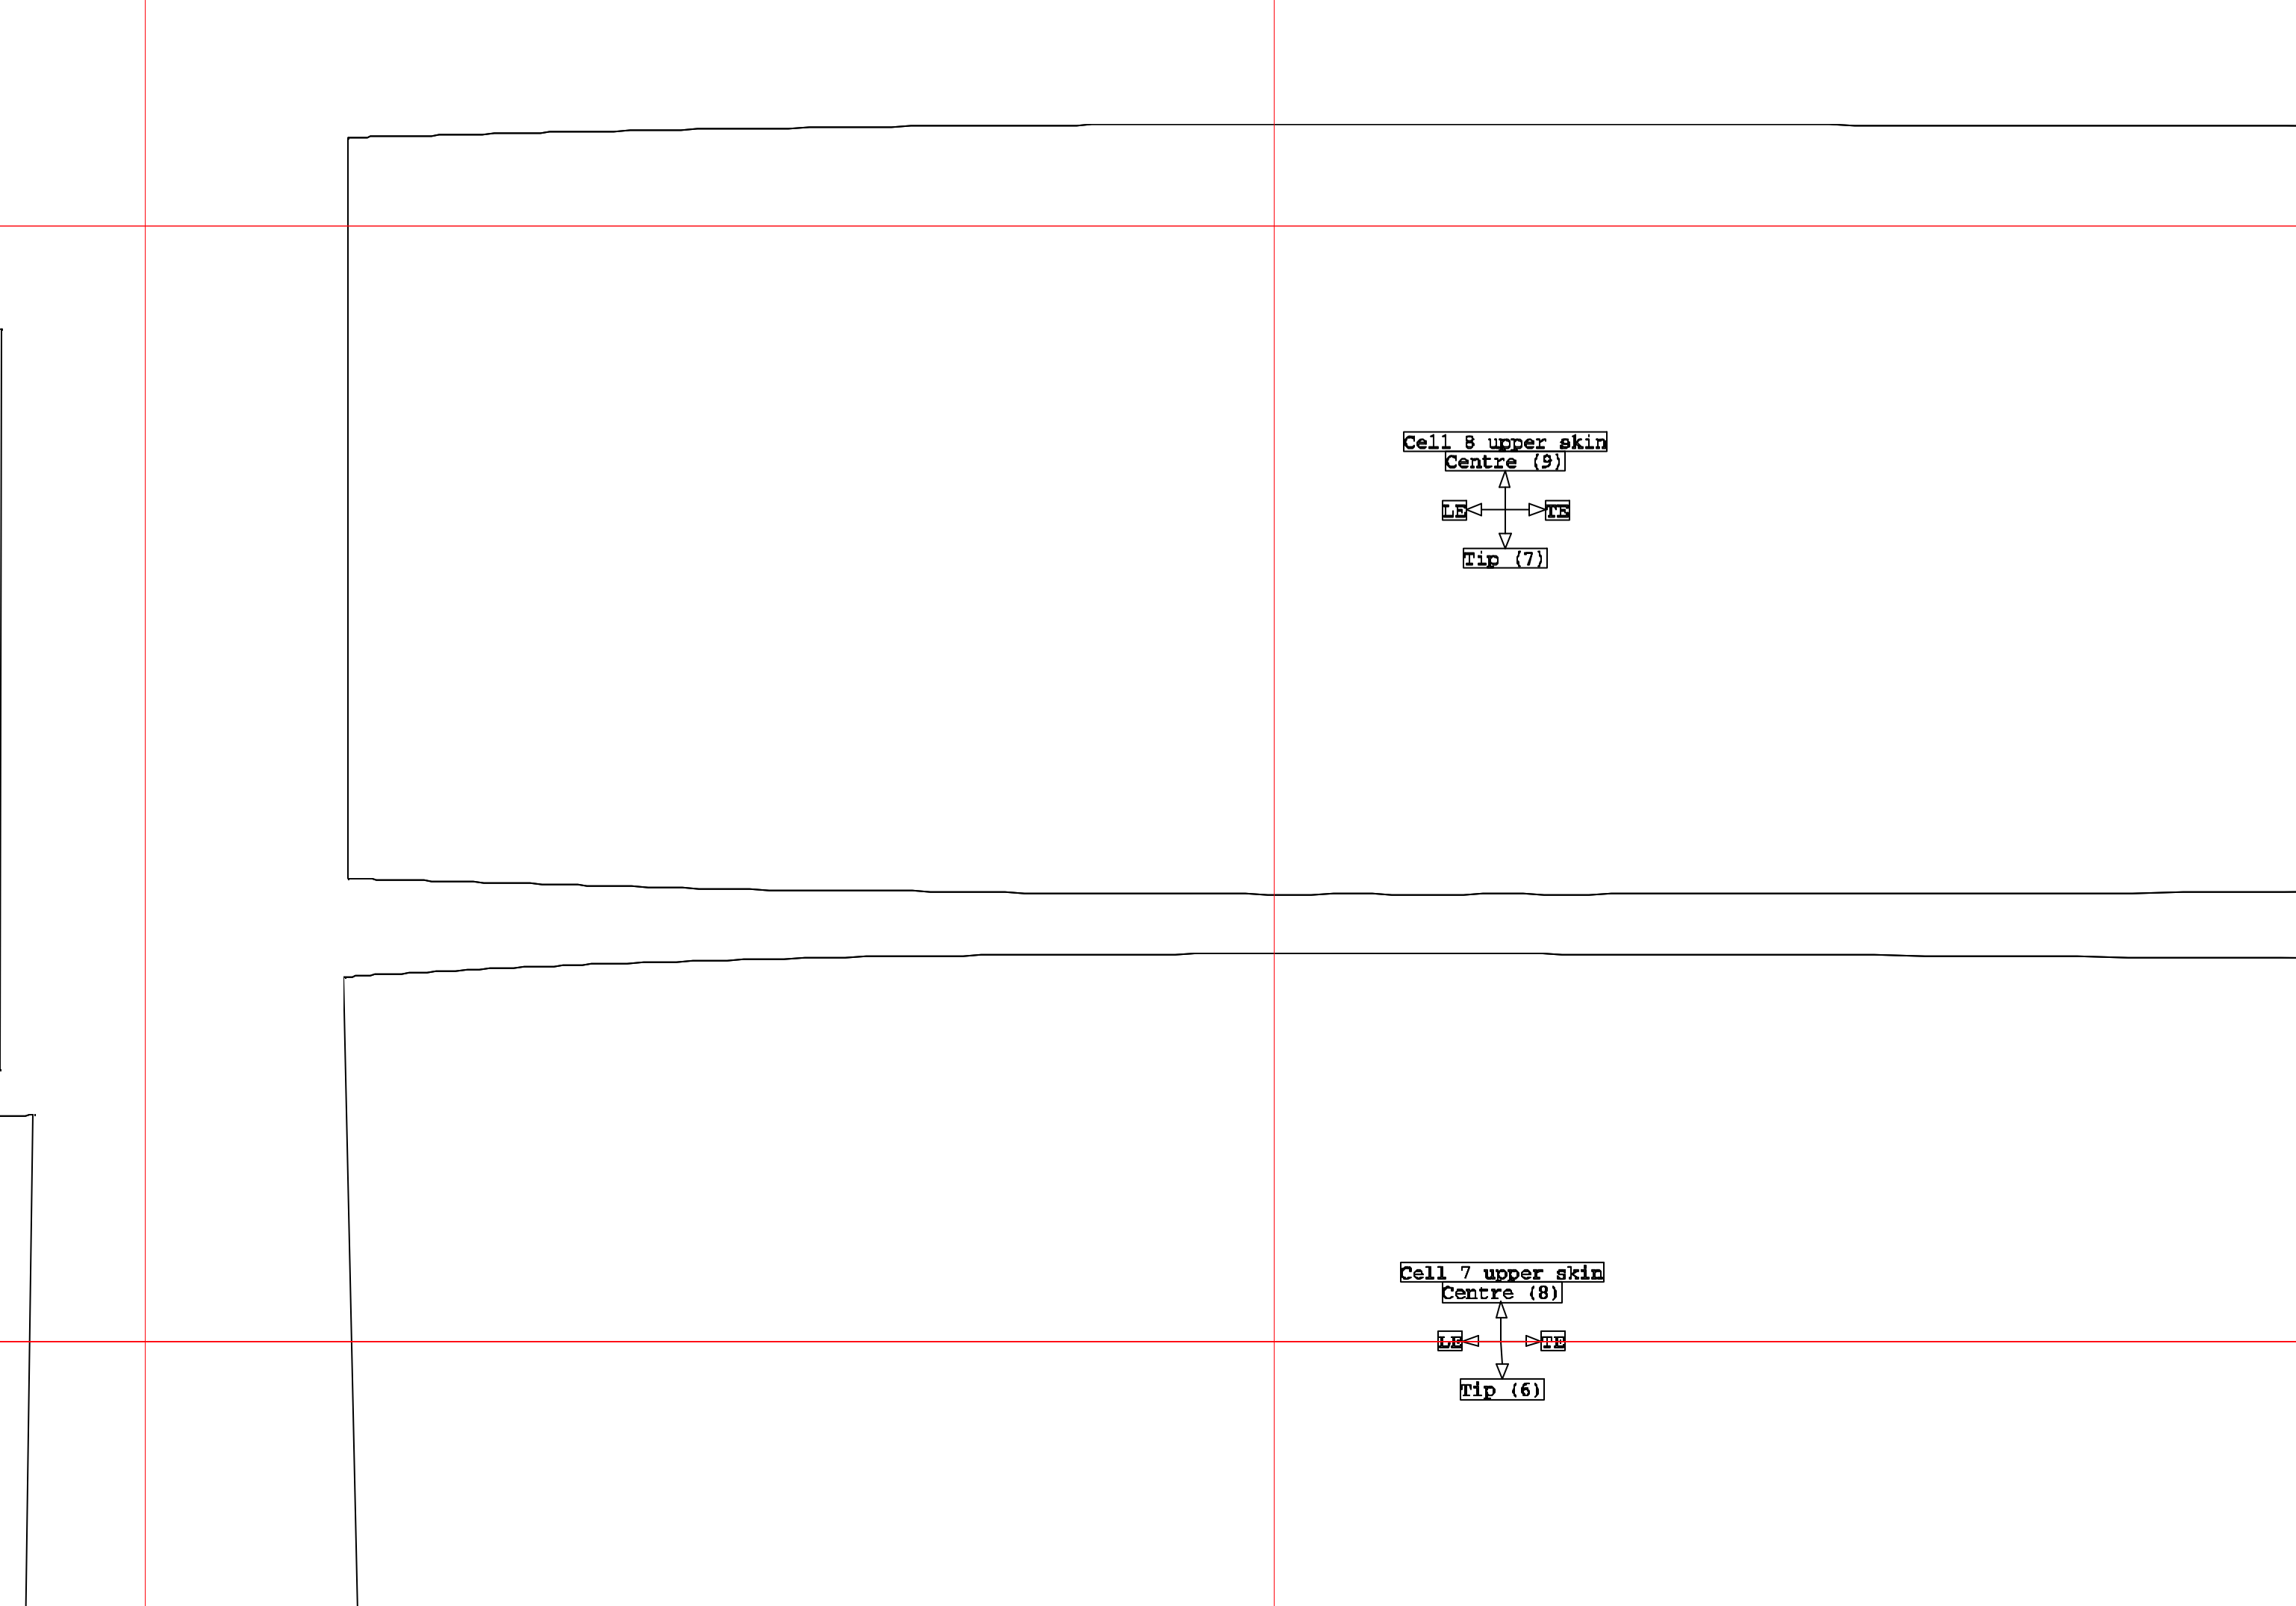 Cell 8 upper skin
Centre (9)
LE TE
Tip (7)
Cell 7 upper skin
Centre (8)
LE TE
Tip (6)